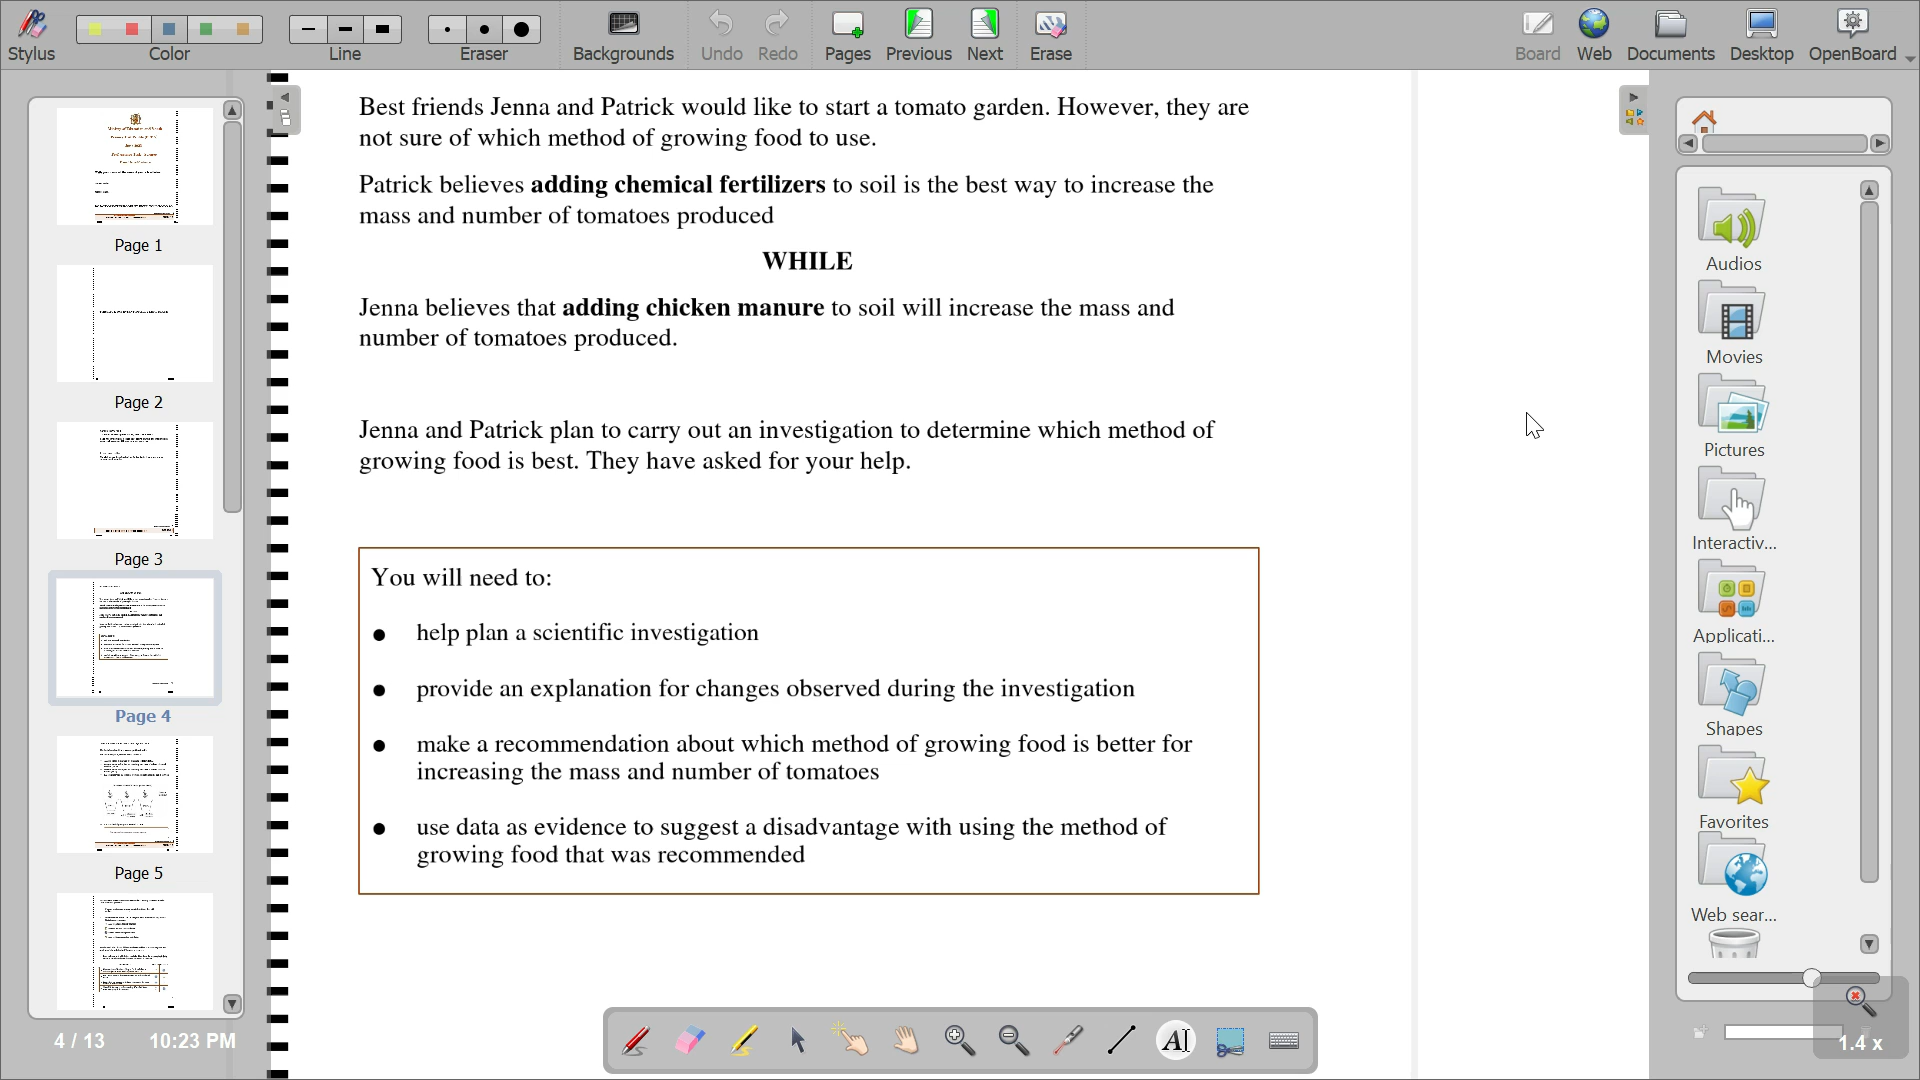 Stylus
Color
Line
Eraser
Backgrounds
Undo
Redo
Pages
Previous
Next
Erase
Board
Web
Documents
Desktop
OpenBoard
Page 1
Page 2
Page 3
Page 4
Page 5
4 / 13
10:23 PM
Best friends Jenna and Patrick would like to start a tomato garden. However, they are
not sure of which method of growing food to use.
Patrick believes adding chemical fertilizers to soil is the best way to increase the
mass and number of tomatoes produced
WHILE
Jenna believes that adding chicken manure to soil will increase the mass and
number of tomatoes produced.
Jenna and Patrick plan to carry out an investigation to determine which method of
growing food is best. They have asked for your help.
You will need to:
● help plan a scientific investigation
● provide an explanation for changes observed during the investigation
● make a recommendation about which method of growing food is better for
increasing the mass and number of tomatoes
● use data as evidence to suggest a disadvantage with using the method of
growing food that was recommended
Audios
Movies
Pictures
Interactiv...
Applicati...
Shapes
Favorites
Web sear...
1.4 x